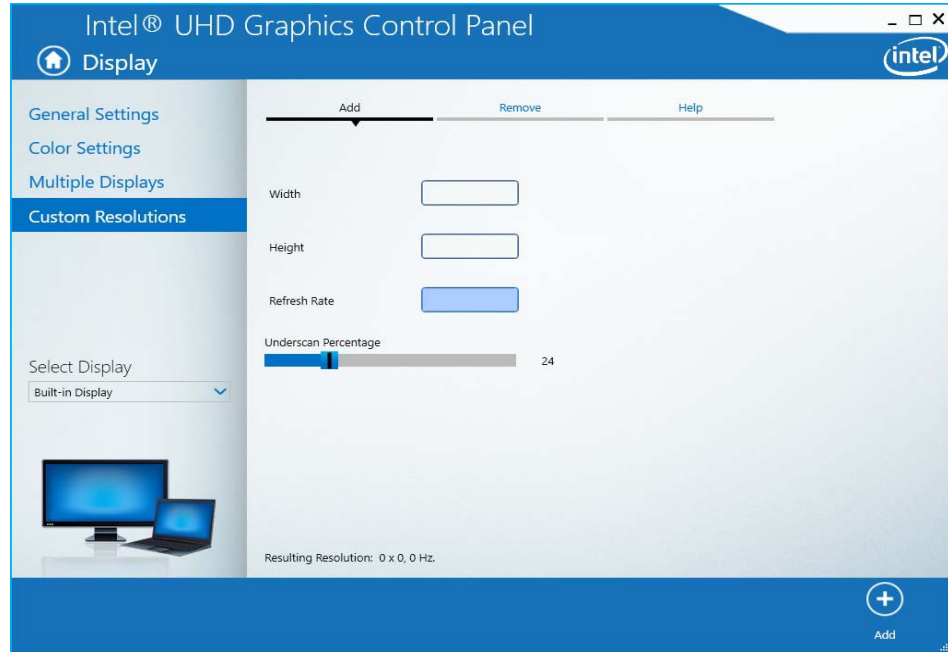 Intel® UHD Graphics Control Panel
Display
intel
General Settings
Color Settings
Multiple Displays
Custom Resolutions
Select Display
Built-in Display
Add
Remove
Help
Width
Height
Refresh Rate
Underscan Percentage
24
Resulting Resolution: 0 x 0, 0 Hz.
Add